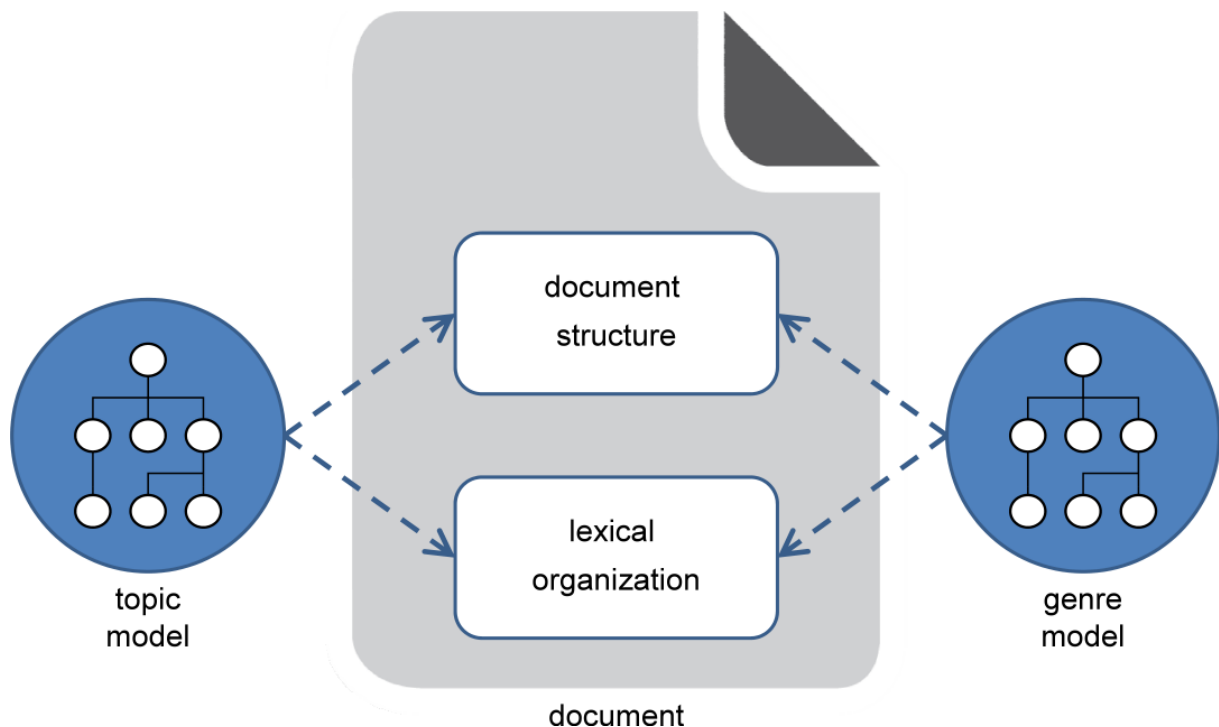 document
structure
lexical
organization
topic
model
genre
model
document